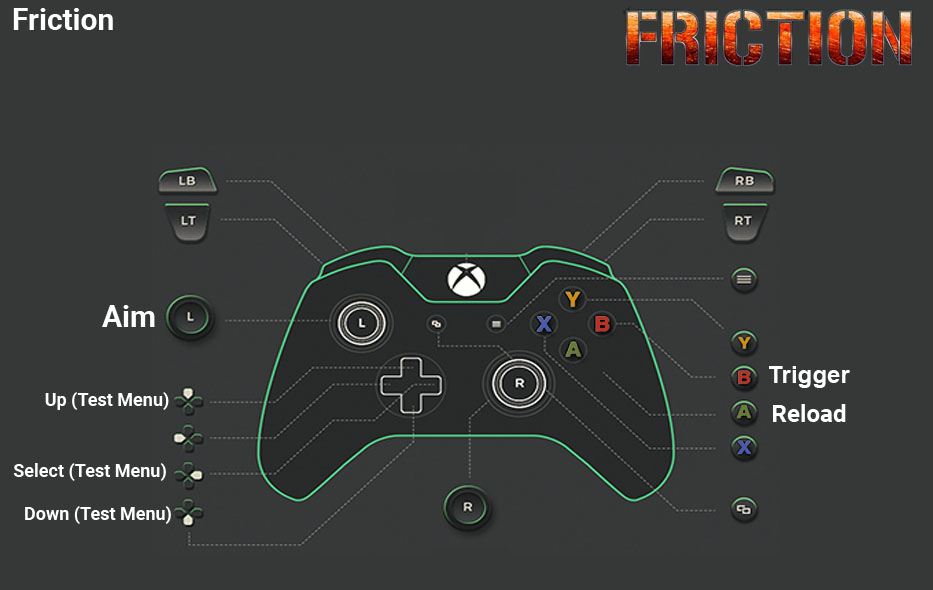 Friction
FRICTION
LB
RB
LT
RT
Y
Aim
L
L
X
B
Y
A
R
B
Trigger
Up (Test Menu)
A
Reload
X
Select (Test Menu)
R
Down (Test Menu)